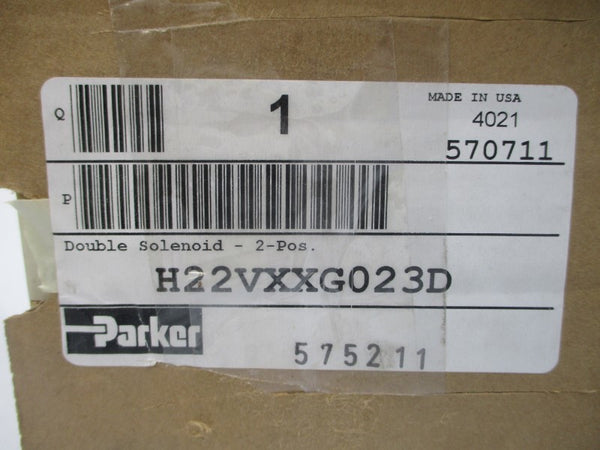 Q
1
MADE IN USA
4021
570711
P
Double Solenoid - 2-Pos.
H22VXXG023D
Parker
575211